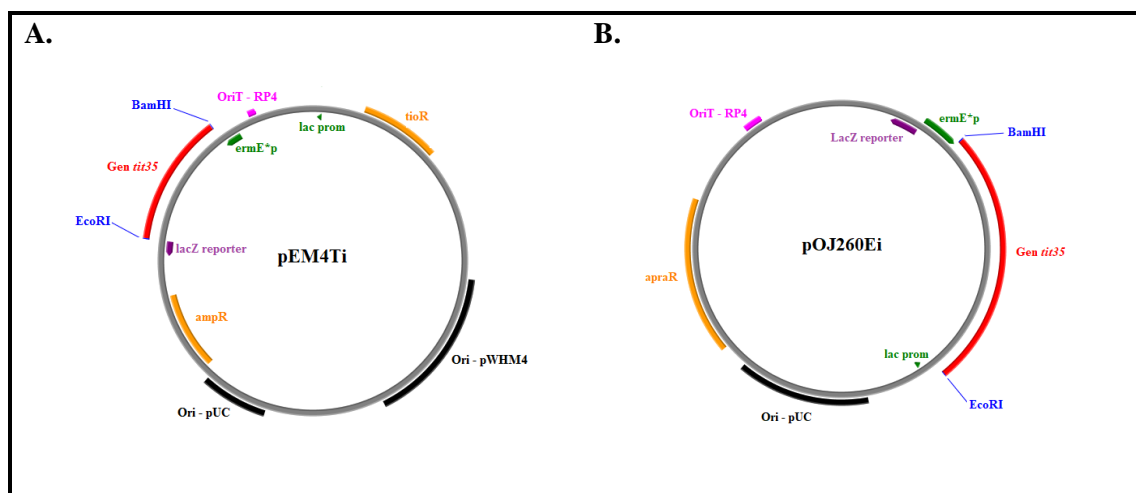 A.
OriT - RP4
BamHI
lac prom
tioR
ermE*p
Gen tit35
EcoRI
lacZ reporter
pEM4Ti
ampR
Ori - pWHM4
Ori - pUC
B.
OriT - RP4
ermE*p
LacZ reporter
BamHI
apraR
pOJ260Ei
Gen tit35
lac prom
EcoRI
Ori - pUC